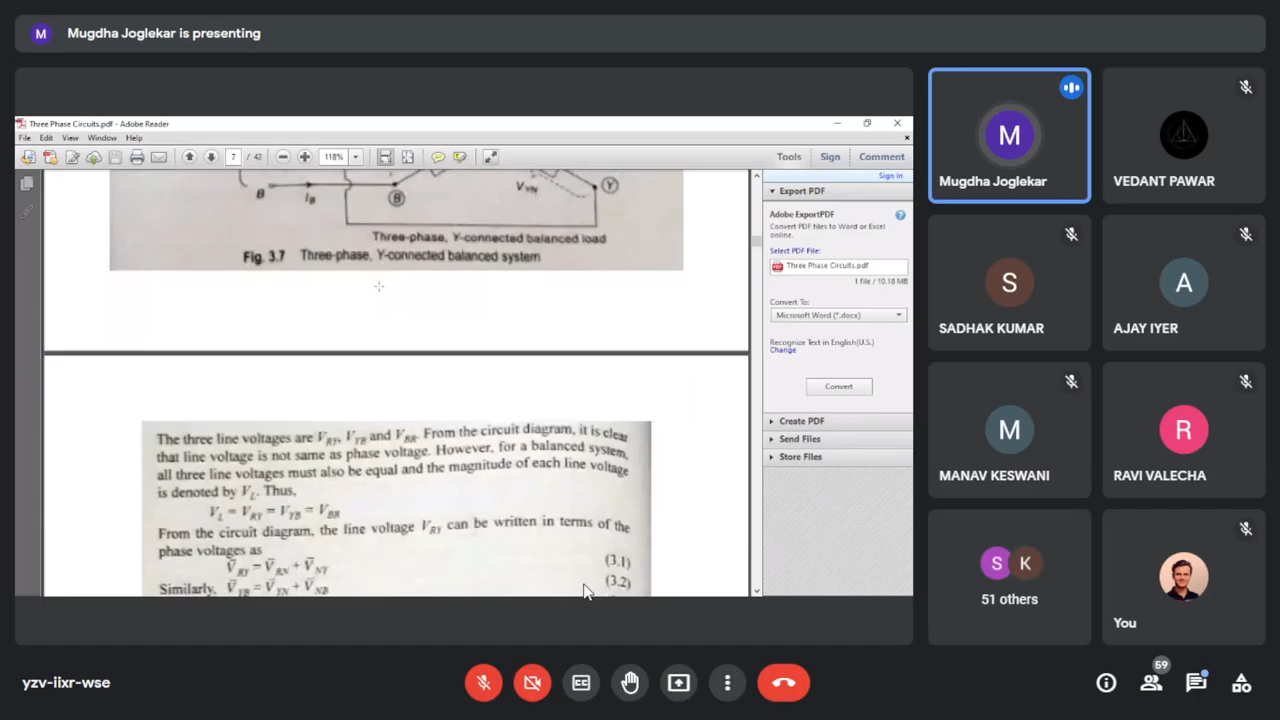 M
Mugdha Joglekar is presenting
Three Phase Circuits.pdf - Adobe Reader
File Edit View Window Help
7 / 42
118%
Tools Sign Comment
Sign In
B
I_B
B
V_YN
Y
Three-phase, Y-connected balanced load
Fig. 3.7 Three-phase, Y-connected balanced system
The three line voltages are V_RY, V_YB and V_BR. From the circuit diagram, it is clear
that line voltage is not same as phase voltage. However, for a balanced system,
all three line voltages must also be equal and the magnitude of each line voltage
is denoted by V_L. Thus,
V_L = V_RY = V_YB = V_BR
From the circuit diagram, the line voltage V_RY can be written in terms of the
phase voltages as
V̄_RY = V̄_RN + V̄_NY (3.1)
Similarly, V̄_YB = V̄_YN + V̄_NB (3.2)
Export PDF
Adobe ExportPDF
Convert PDF files to Word or Excel
online.
Select PDF File:
Three Phase Circuits.pdf
1 file / 10.18 MB
Convert To:
Microsoft Word (*.docx)
Recognize Text in English(U.S.)
Change
Convert
Create PDF
Send Files
Store Files
M
Mugdha Joglekar
VEDANT PAWAR
S
SADHAK KUMAR
A
AJAY IYER
M
MANAV KESWANI
R
RAVI VALECHA
S K
51 others
You
yzv-iixr-wse
59